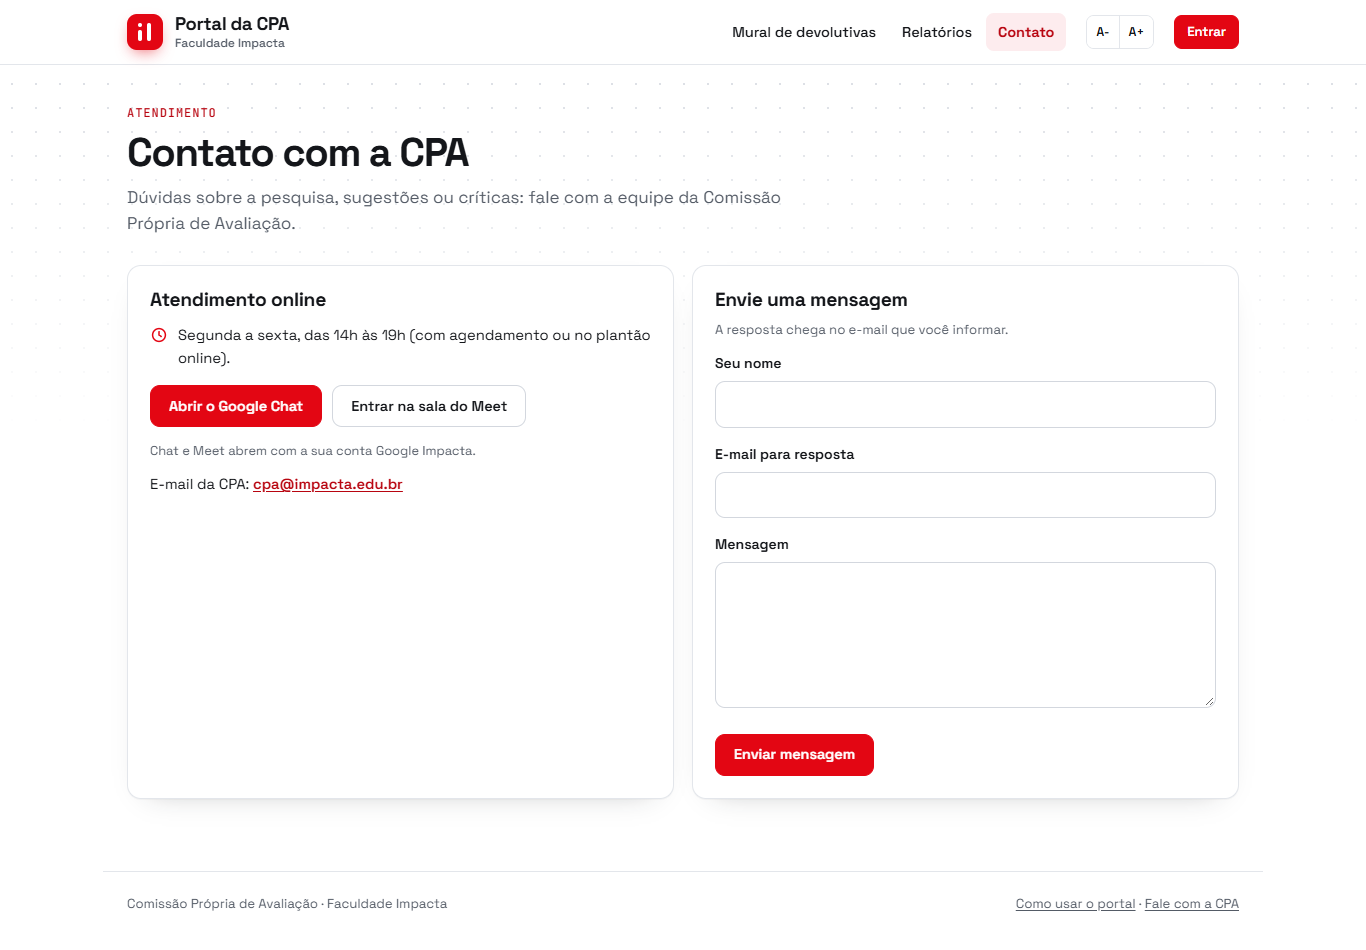 Portal da CPA
Faculdade Impacta
Mural de devolutivas
Relatórios
Contato
A-
A+
Entrar
ATENDIMENTO
Contato com a CPA
Dúvidas sobre a pesquisa, sugestões ou críticas: fale com a equipe da Comissão
Própria de Avaliação.
Atendimento online
Segunda a sexta, das 14h às 19h (com agendamento ou no plantão
online).
Abrir o Google Chat
Entrar na sala do Meet
Chat e Meet abrem com a sua conta Google Impacta.
E-mail da CPA: cpa@impacta.edu.br
Envie uma mensagem
A resposta chega no e-mail que você informar.
Seu nome
E-mail para resposta
Mensagem
Enviar mensagem
Comissão Própria de Avaliação · Faculdade Impacta
Como usar o portal · Fale com a CPA